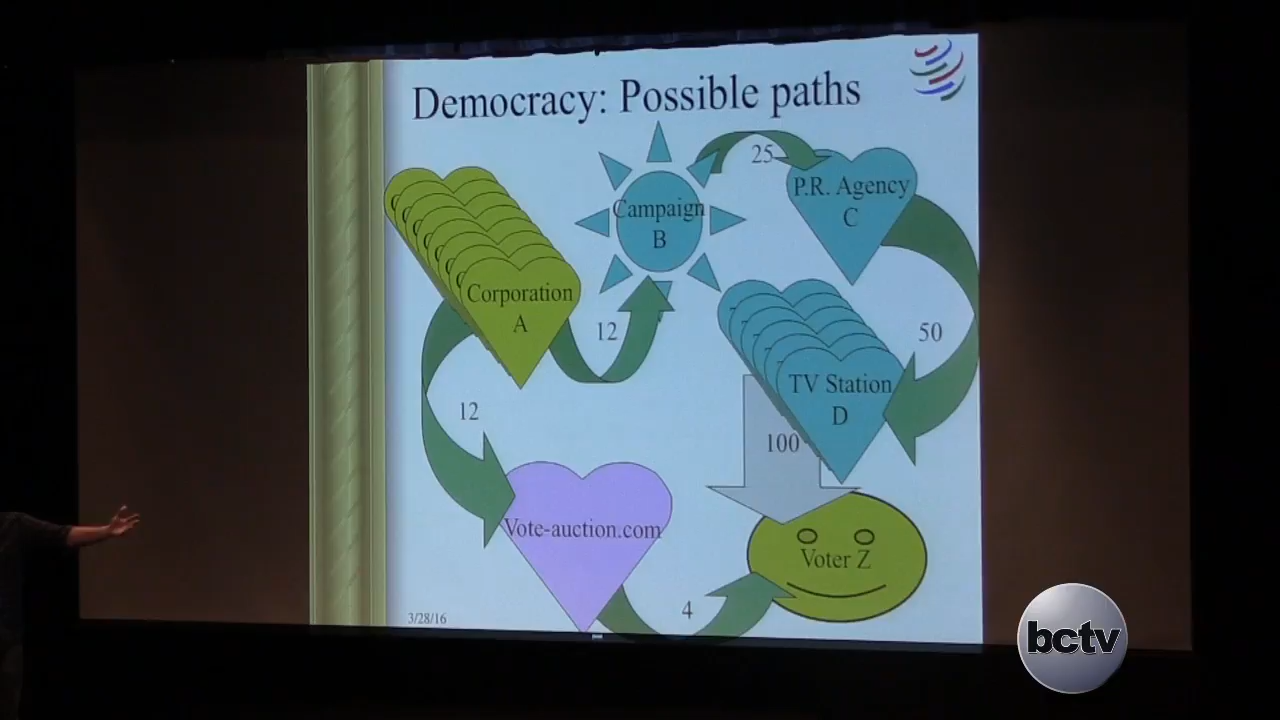 Democracy: Possible paths
25
P.R. Agency
C
Campaign
B
Corporation
A
12
50
TV Station
D
12
100
Vote-auction.com
Voter Z
4
3/28/16
bctv